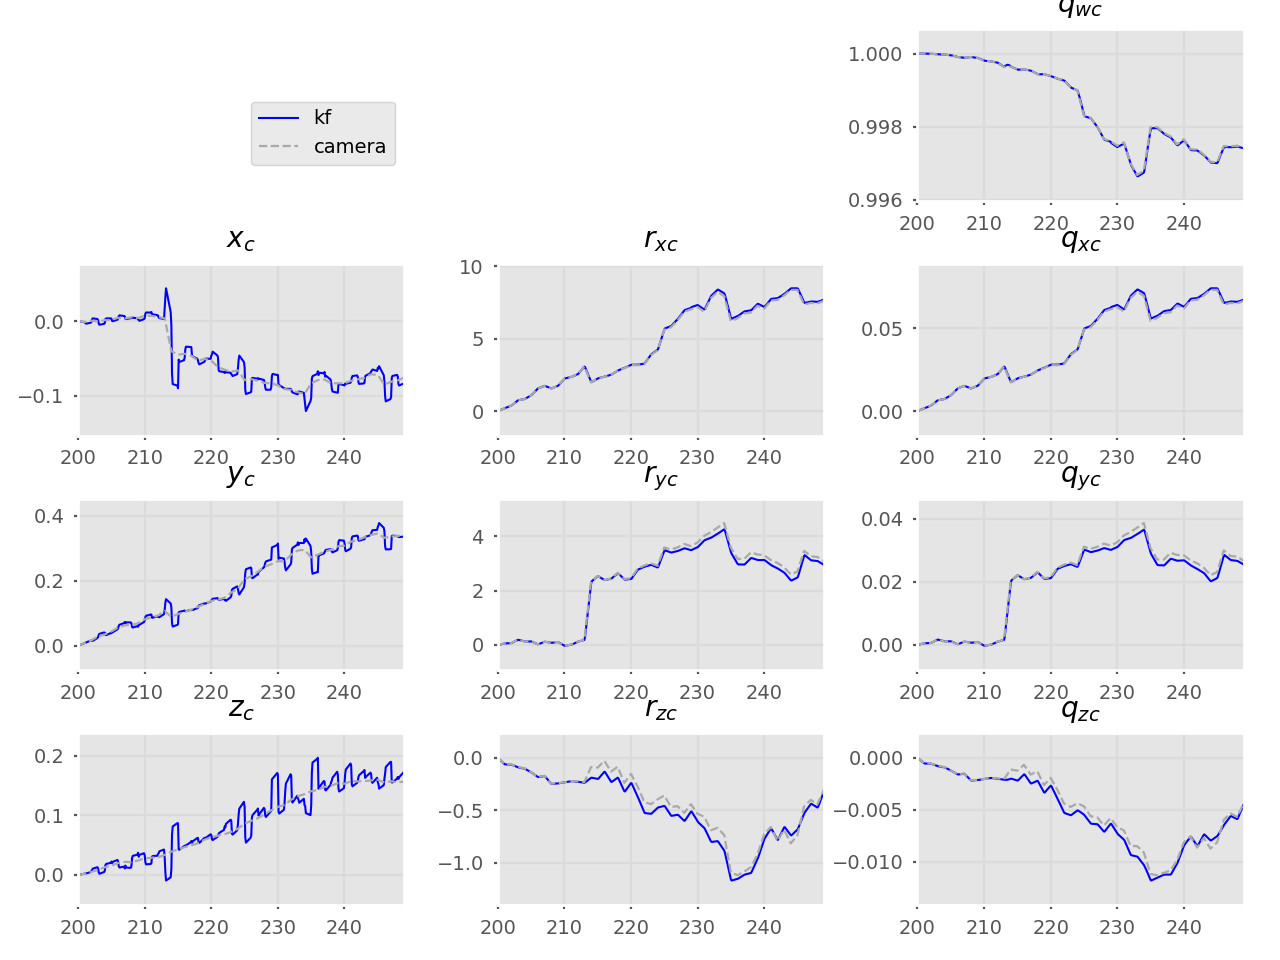 q_wc
1.000
0.998
0.996
200 210 220 230 240
kf
camera
x_c
0.0
−0.1
200 210 220 230 240
r_xc
10
5
0
200 210 220 230 240
q_xc
0.05
0.00
200 210 220 230 240
y_c
0.4
0.2
0.0
200 210 220 230 240
r_yc
4
2
0
200 210 220 230 240
q_yc
0.04
0.02
0.00
200 210 220 230 240
z_c
0.2
0.1
0.0
200 210 220 230 240
r_zc
0.0
−0.5
−1.0
200 210 220 230 240
q_zc
0.000
−0.005
−0.010
200 210 220 230 240